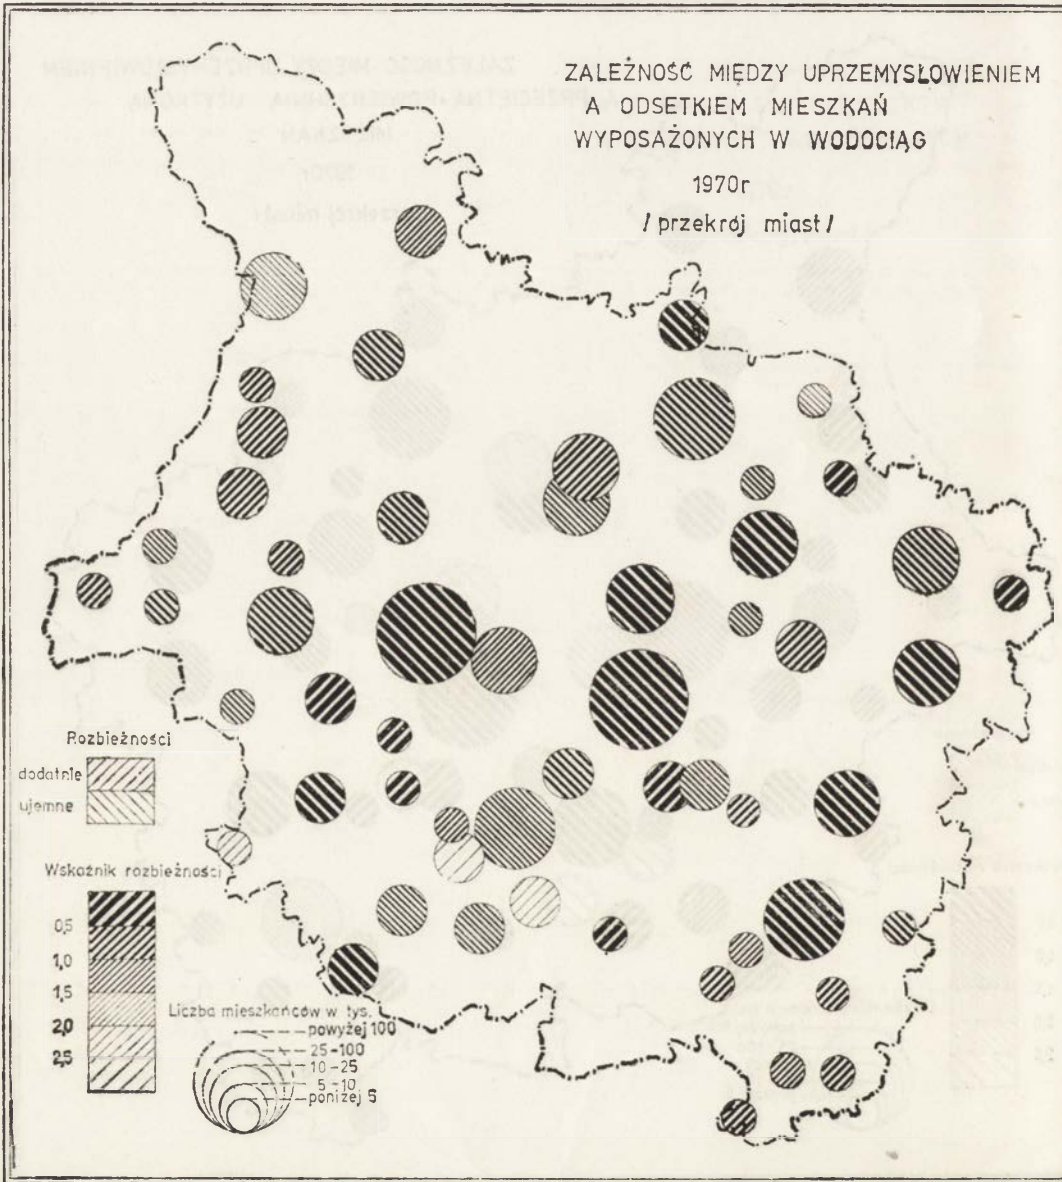 ZALEŻNOŚĆ MIĘDZY UPRZEMYSŁOWIENIEM
A ODSETKIEM MIESZKAŃ
WYPOSAŻONYCH W WODOCIĄG
1970r
/ przekrój miast /
Rozbieżności
dodatnie
ujemne
Wskaźnik rozbieżności
0,5
1,0
1,5
2,0
2,5
Liczba mieszkańców w tys.
powyżej 100
25-100
10-25
5-10
poniżej 5